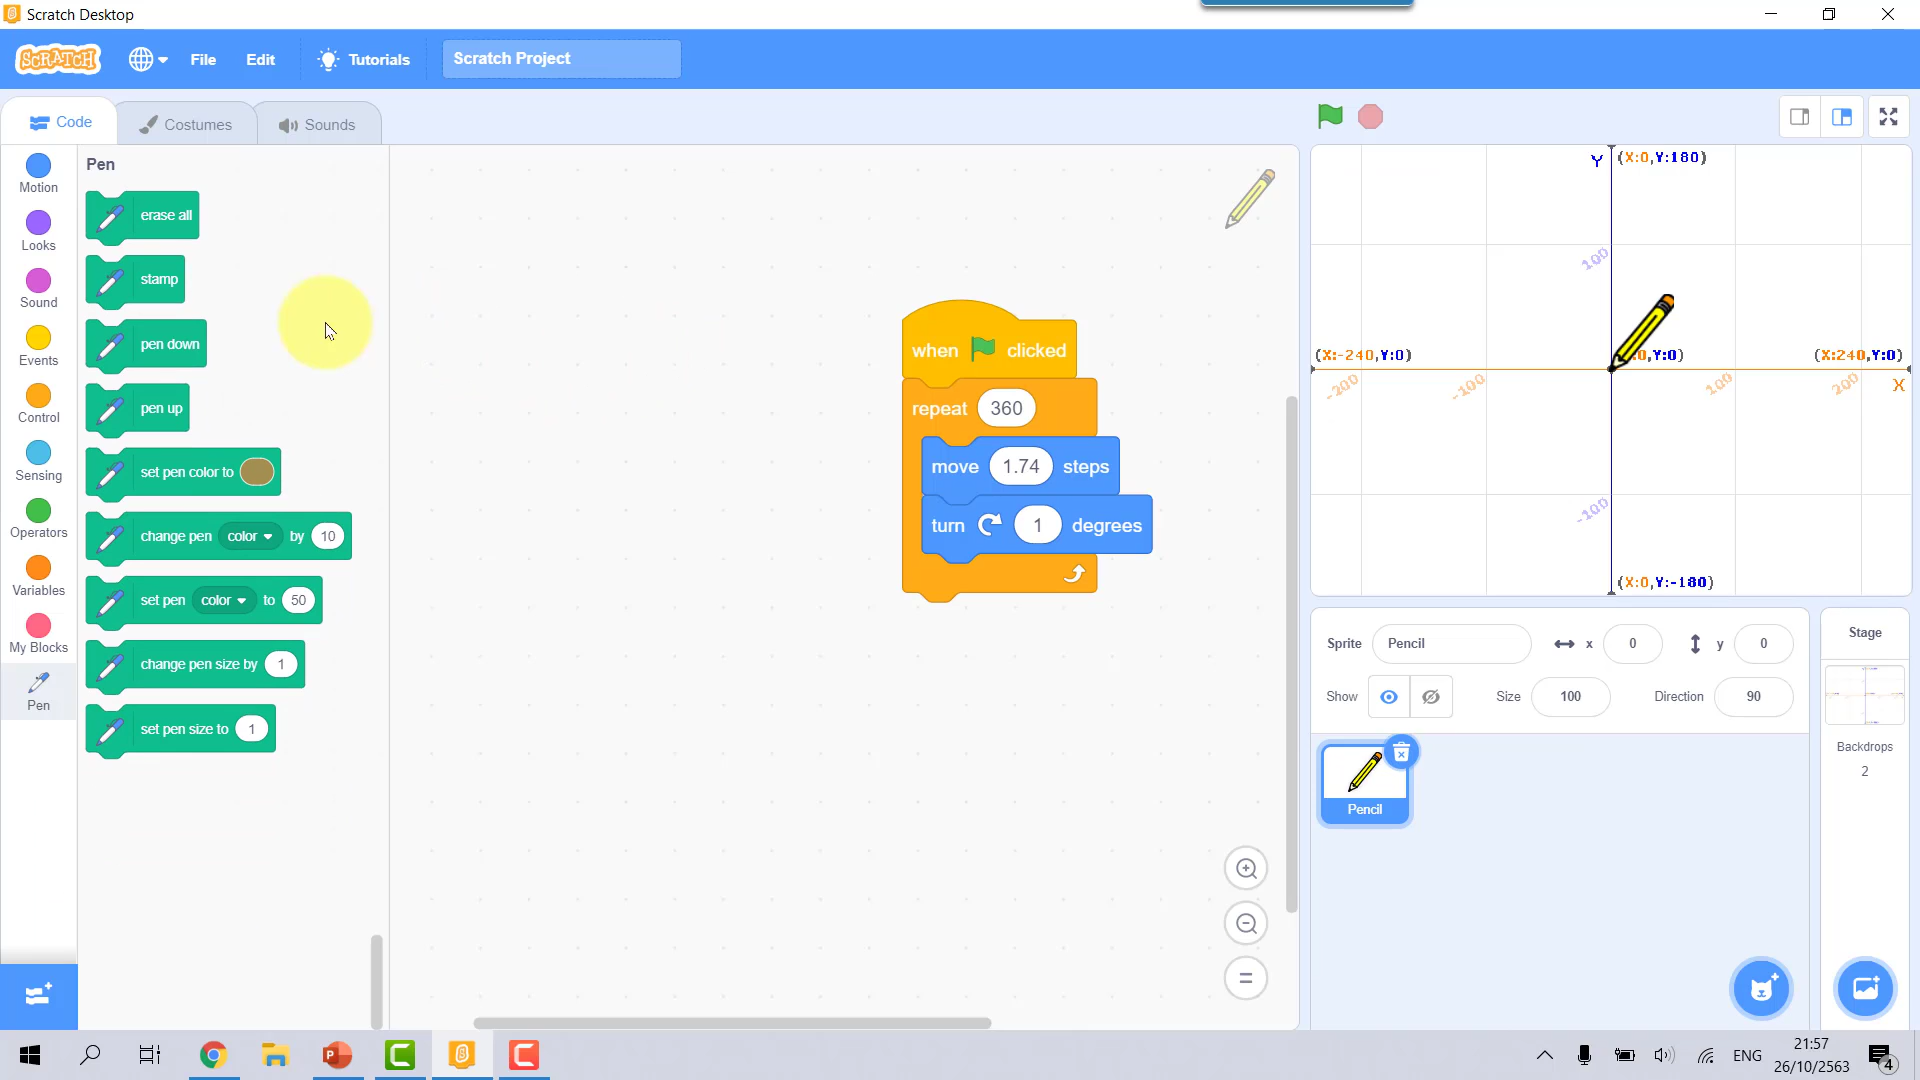 Scratch Desktop
SCRATCH
File
Edit
Tutorials
Scratch Project
Code
Costumes
Sounds
Motion
Looks
Sound
Events
Control
Sensing
Operators
Variables
My Blocks
Pen
Pen
erase all
stamp
pen down
pen up
set pen color to
change pen color by 10
set pen color to 50
change pen size by 1
set pen size to 1
when clicked
repeat 360
move 1.74 steps
turn 1 degrees
Y (X:0,Y:180)
100
(X:-240,Y:0)
0,Y:0)
(X:240,Y:0)
-200
-100
100
200
X
-100
(X:0,Y:-180)
Sprite Pencil x 0 y 0
Show Size 100 Direction 90
Pencil
Stage
Backdrops
2
ENG
21:57
26/10/2563
4